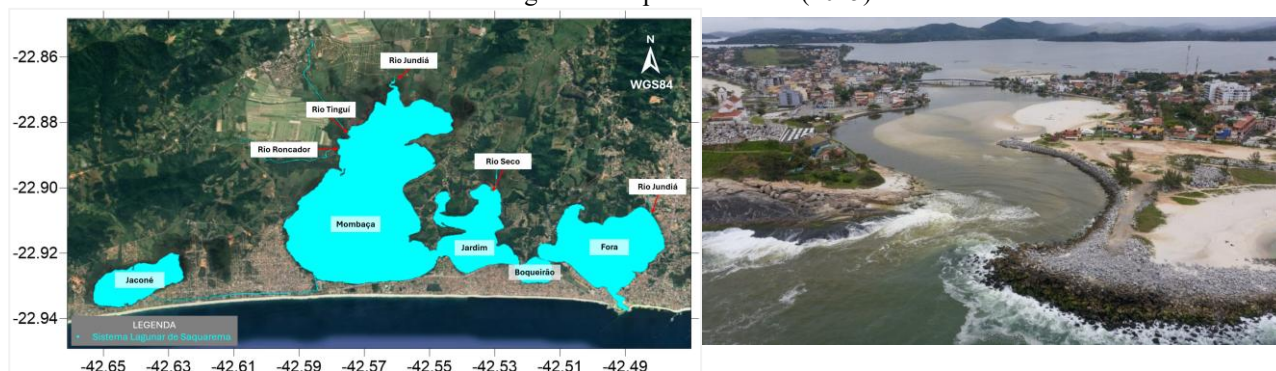 -22.86
-22.88
-22.90
-22.92
-22.94
Rio Jundiá
N
WGS84
Rio Tinguí
Rio Roncador
Rio Seco
Rio Jundiá
Mombaça
Jardim
Fora
Boqueirão
Jaconé
LEGENDA
Sistema Lagunar de Saquarema
-42.65 -42.63 -42.61 -42.59 -42.57 -42.55 -42.53 -42.51 -42.49